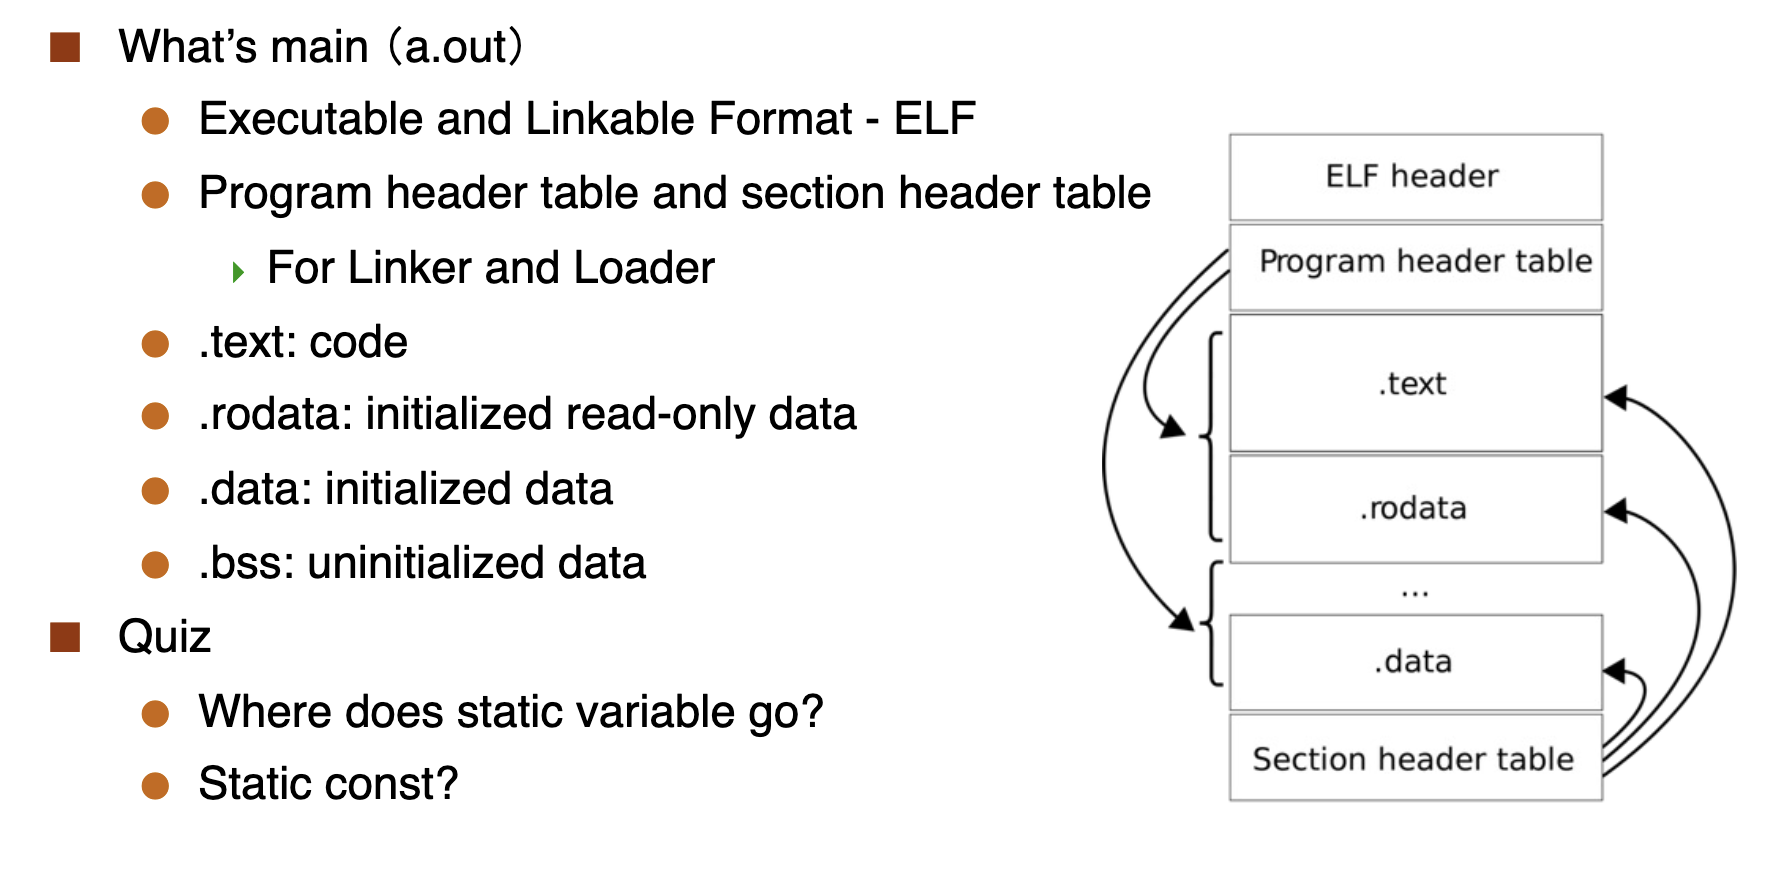 What’s main（a.out）
Executable and Linkable Format - ELF
Program header table and section header table
For Linker and Loader
.text: code
.rodata: initialized read-only data
.data: initialized data
.bss: uninitialized data
Quiz
Where does static variable go?
Static const?
ELF header
Program header table
.text
.rodata
...
.data
Section header table